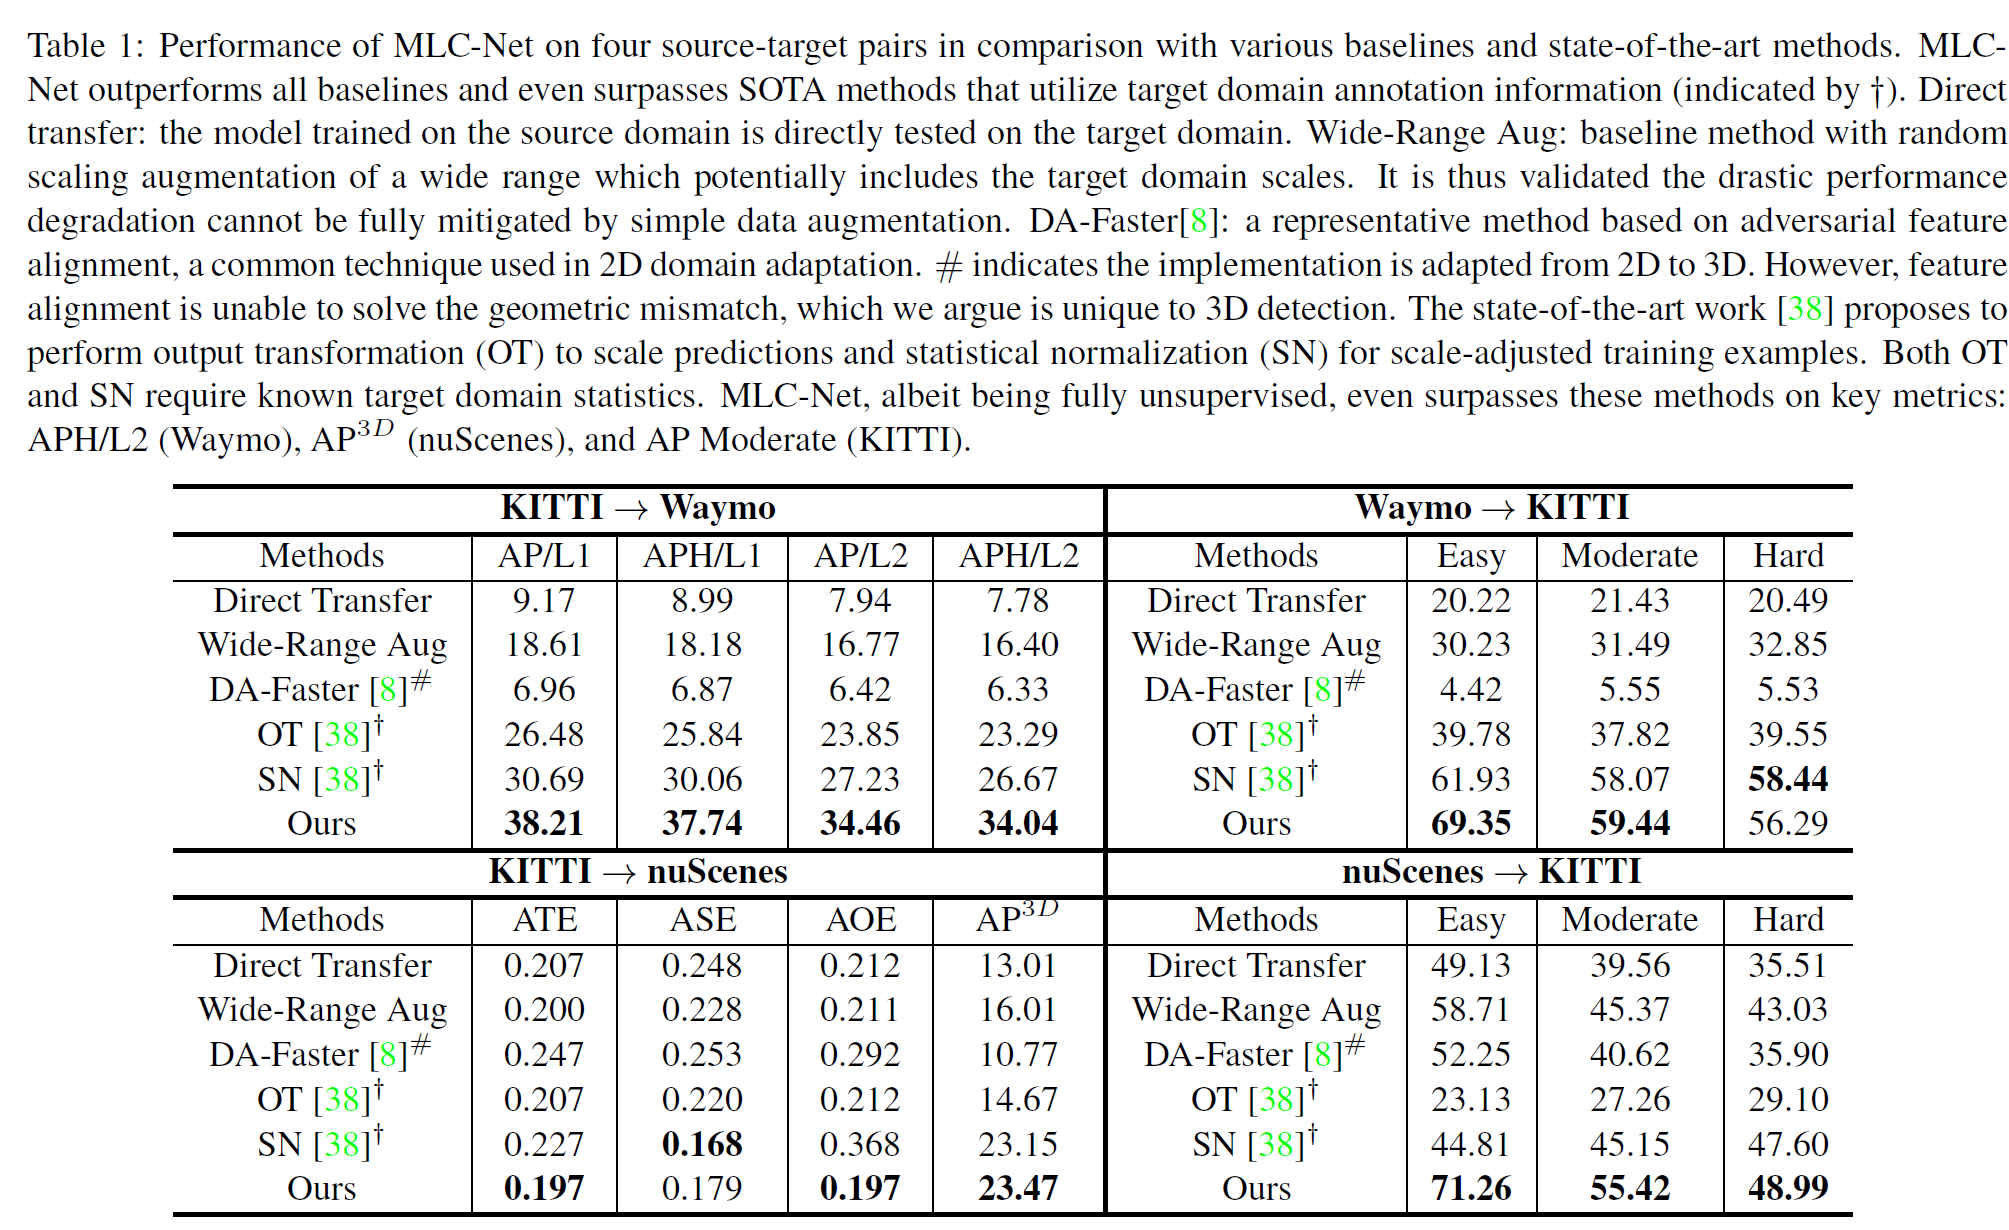 Table 1: Performance of MLC-Net on four source-target pairs in comparison with various baselines and state-of-the-art methods. MLC-
Net outperforms all baselines and even surpasses SOTA methods that utilize target domain annotation information (indicated by †). Direct
transfer: the model trained on the source domain is directly tested on the target domain. Wide-Range Aug: baseline method with random
scaling augmentation of a wide range which potentially includes the target domain scales. It is thus validated the drastic performance
degradation cannot be fully mitigated by simple data augmentation. DA-Faster[8]: a representative method based on adversarial feature
alignment, a common technique used in 2D domain adaptation. # indicates the implementation is adapted from 2D to 3D. However, feature
alignment is unable to solve the geometric mismatch, which we argue is unique to 3D detection. The state-of-the-art work [38] proposes to
perform output transformation (OT) to scale predictions and statistical normalization (SN) for scale-adjusted training examples. Both OT
and SN require known target domain statistics. MLC-Net, albeit being fully unsupervised, even surpasses these methods on key metrics:
APH/L2 (Waymo), AP^3D (nuScenes), and AP Moderate (KITTI).
KITTI → Waymo Waymo → KITTI
Methods AP/L1 APH/L1 AP/L2 APH/L2 Methods Easy Moderate Hard
Direct Transfer 9.17 8.99 7.94 7.78 Direct Transfer 20.22 21.43 20.49
Wide-Range Aug 18.61 18.18 16.77 16.40 Wide-Range Aug 30.23 31.49 32.85
DA-Faster [8]# 6.96 6.87 6.42 6.33 DA-Faster [8]# 4.42 5.55 5.53
OT [38]† 26.48 25.84 23.85 23.29 OT [38]† 39.78 37.82 39.55
SN [38]† 30.69 30.06 27.23 26.67 SN [38]† 61.93 58.07 58.44
Ours 38.21 37.74 34.46 34.04 Ours 69.35 59.44 56.29
KITTI → nuScenes nuScenes → KITTI
Methods ATE ASE AOE AP^3D Methods Easy Moderate Hard
Direct Transfer 0.207 0.248 0.212 13.01 Direct Transfer 49.13 39.56 35.51
Wide-Range Aug 0.200 0.228 0.211 16.01 Wide-Range Aug 58.71 45.37 43.03
DA-Faster [8]# 0.247 0.253 0.292 10.77 DA-Faster [8]# 52.25 40.62 35.90
OT [38]† 0.207 0.220 0.212 14.67 OT [38]† 23.13 27.26 29.10
SN [38]† 0.227 0.168 0.368 23.15 SN [38]† 44.81 45.15 47.60
Ours 0.197 0.179 0.197 23.47 Ours 71.26 55.42 48.99